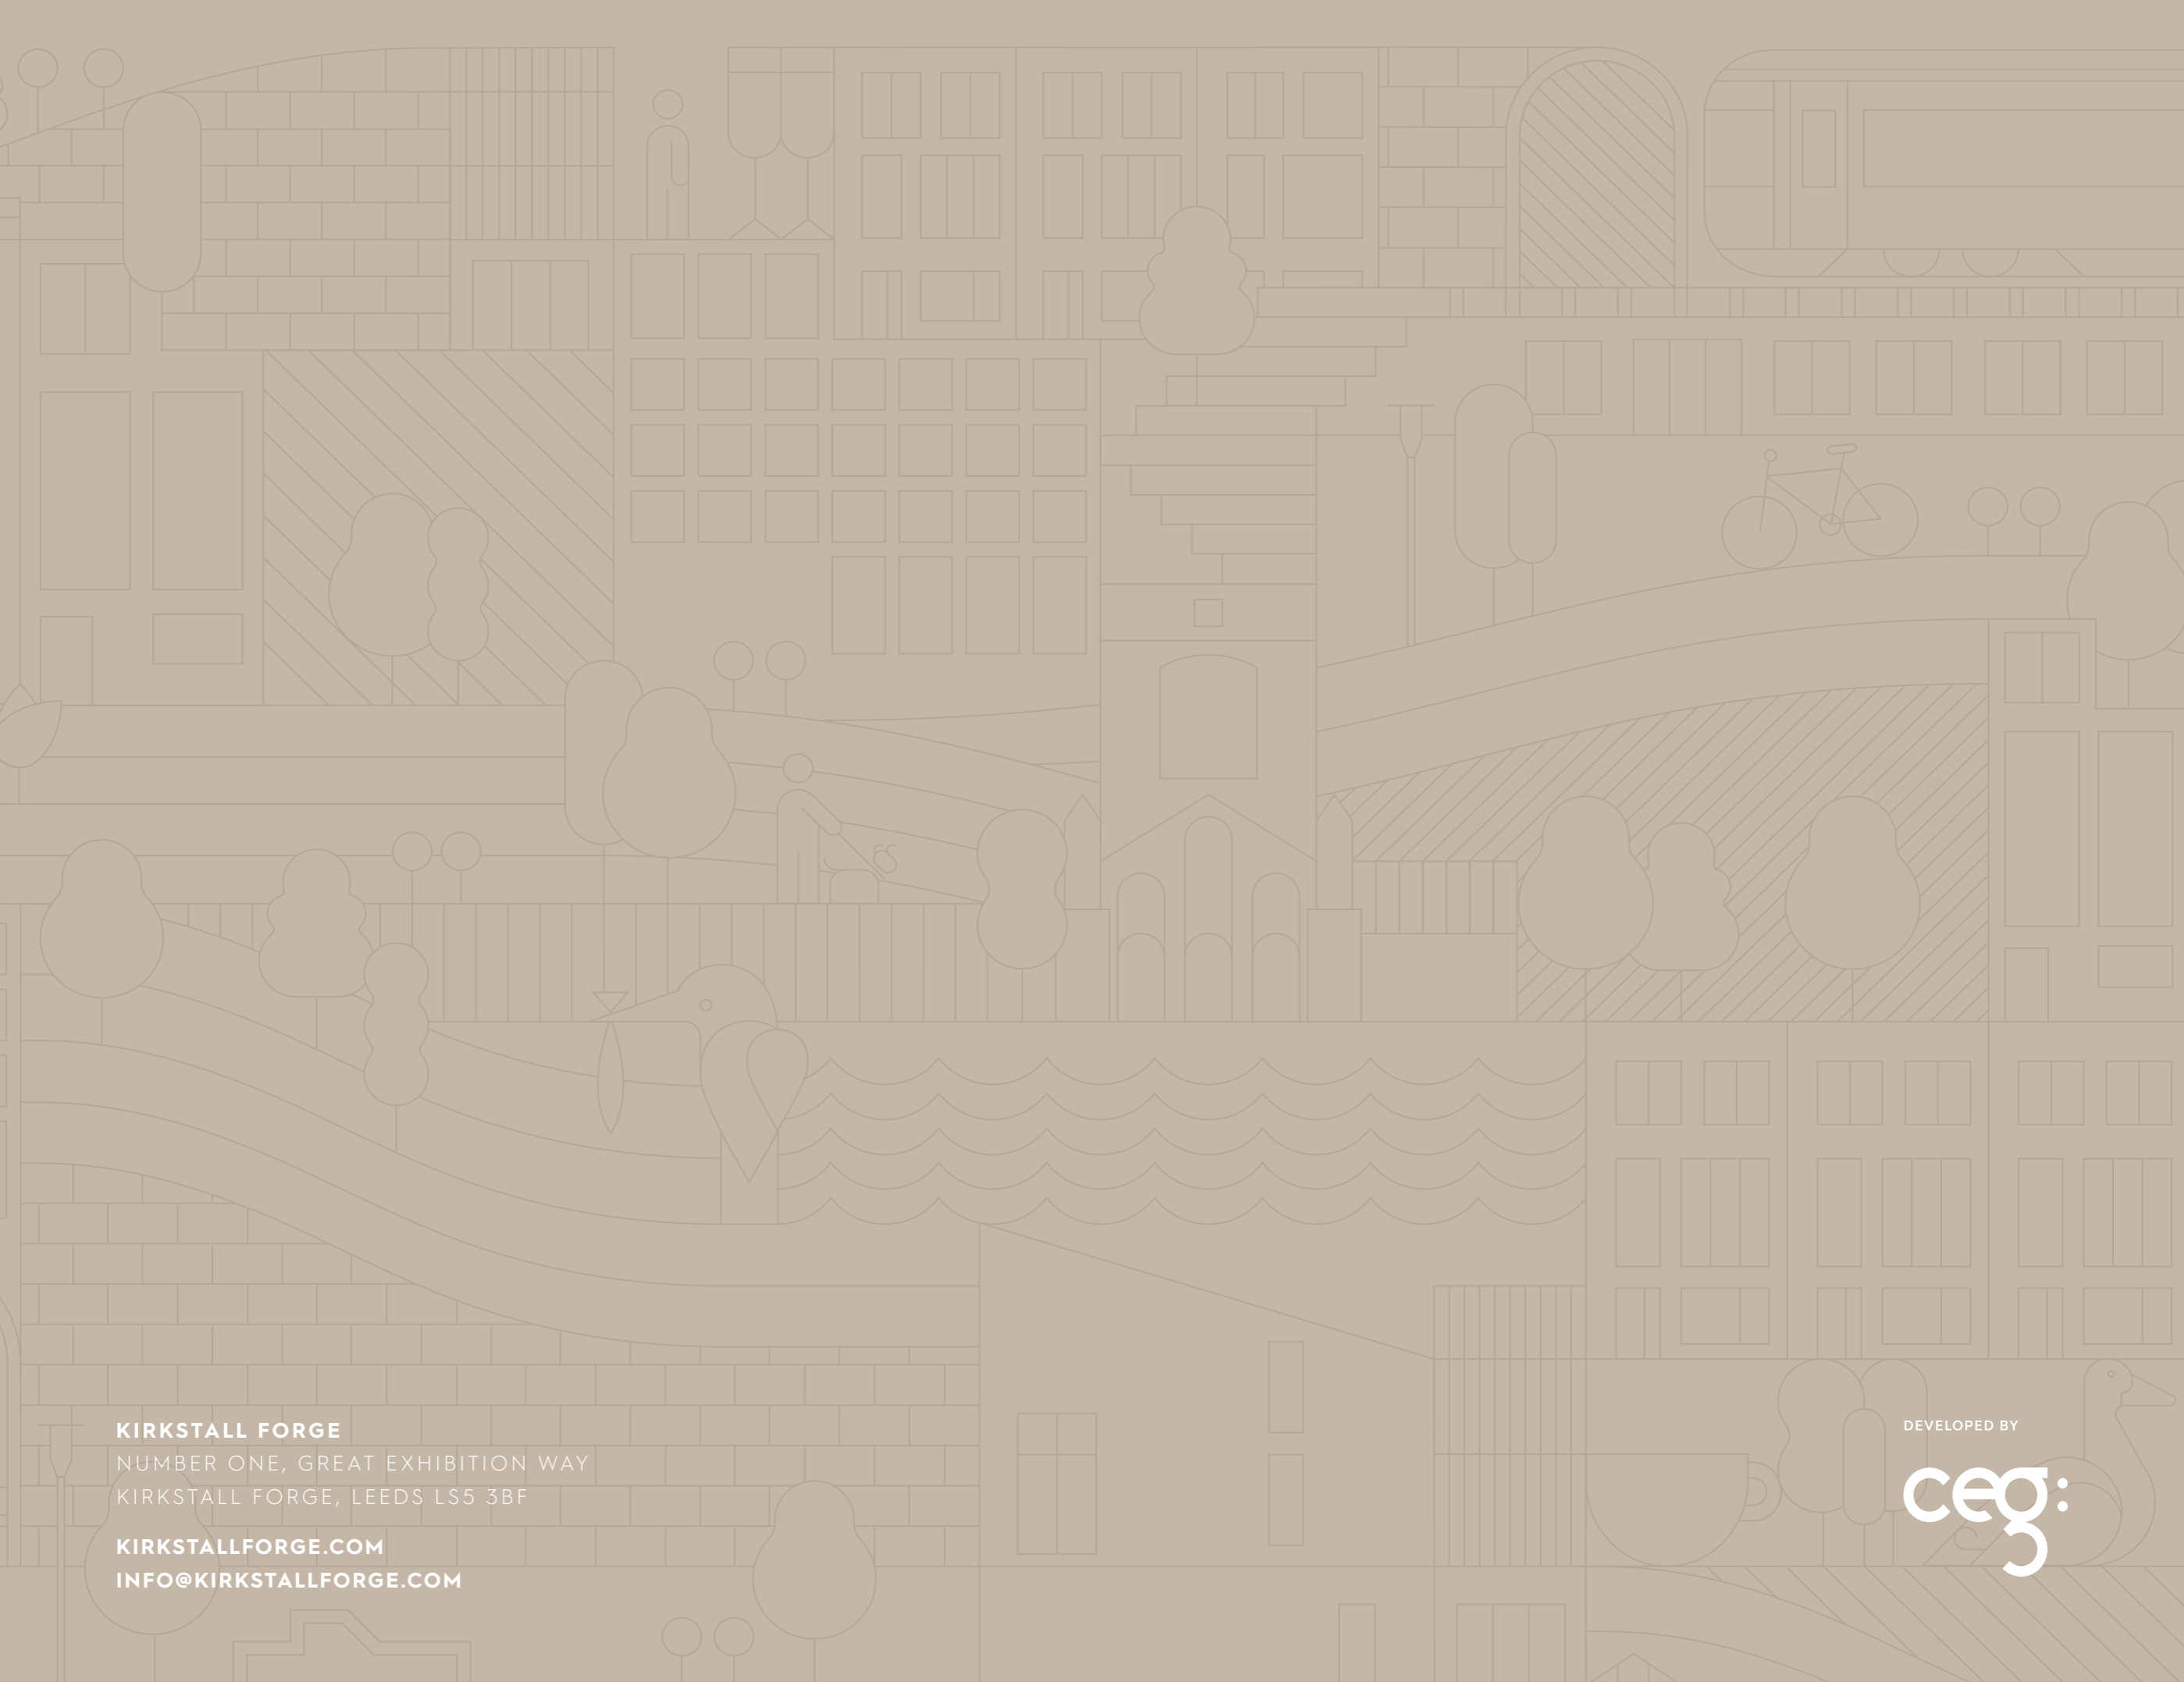 KIRKSTALL FORGE
NUMBER ONE, GREAT EXHIBITION WAY
KIRKSTALL FORGE, LEEDS LS5 3BF
KIRKSTALLFORGE.COM
INFO@KIRKSTALLFORGE.COM
DEVELOPED BY
ceg: